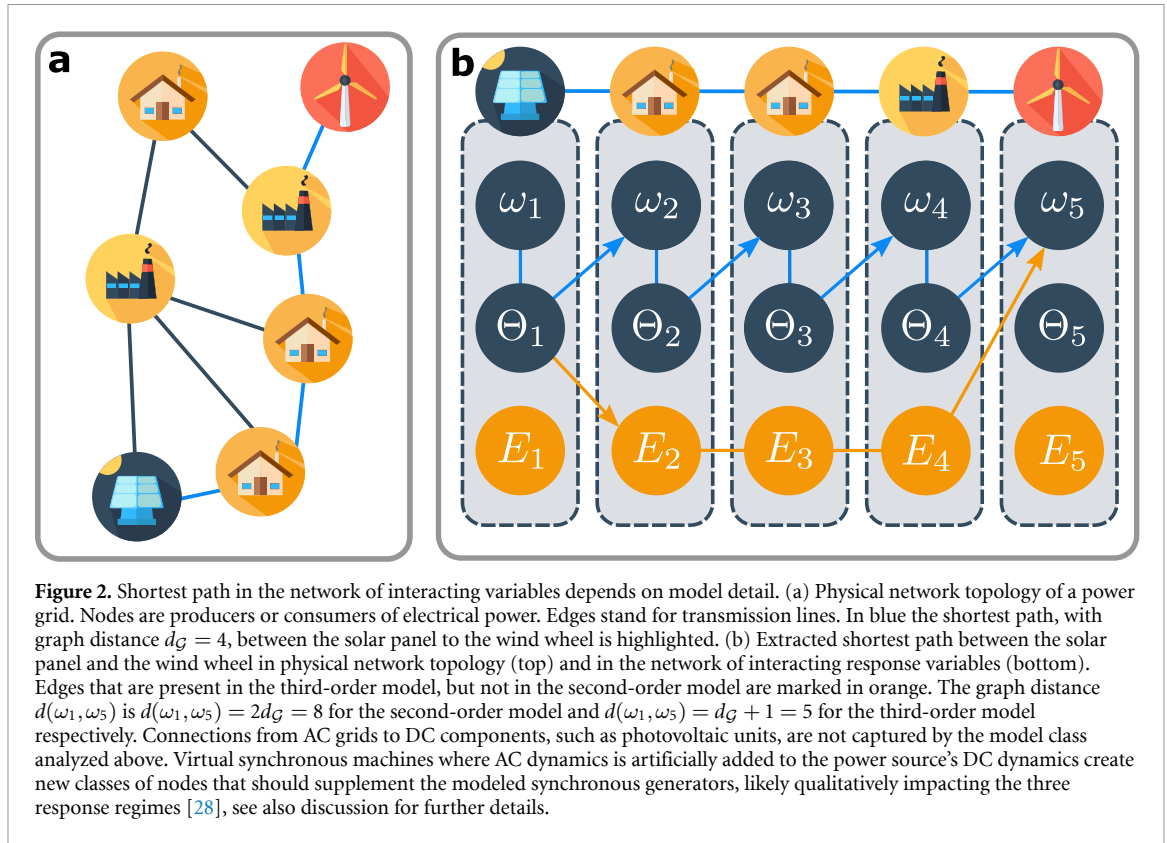 a
b
ω1 ω2 ω3 ω4 ω5
Θ1 Θ2 Θ3 Θ4 Θ5
E1 E2 E3 E4 E5
Figure 2. Shortest path in the network of interacting variables depends on model detail. (a) Physical network topology of a power
grid. Nodes are producers or consumers of electrical power. Edges stand for transmission lines. In blue the shortest path, with
graph distance d𝒢 = 4, between the solar panel to the wind wheel is highlighted. (b) Extracted shortest path between the solar
panel and the wind wheel in physical network topology (top) and in the network of interacting response variables (bottom).
Edges that are present in the third-order model, but not in the second-order model are marked in orange. The graph distance
d(ω1,ω5) is d(ω1,ω5) = 2d𝒢 = 8 for the second-order model and d(ω1,ω5) = d𝒢 + 1 = 5 for the third-order model
respectively. Connections from AC grids to DC components, such as photovoltaic units, are not captured by the model class
analyzed above. Virtual synchronous machines where AC dynamics is artificially added to the power source's DC dynamics create
new classes of nodes that should supplement the modeled synchronous generators, likely qualitatively impacting the three
response regimes [28], see also discussion for further details.